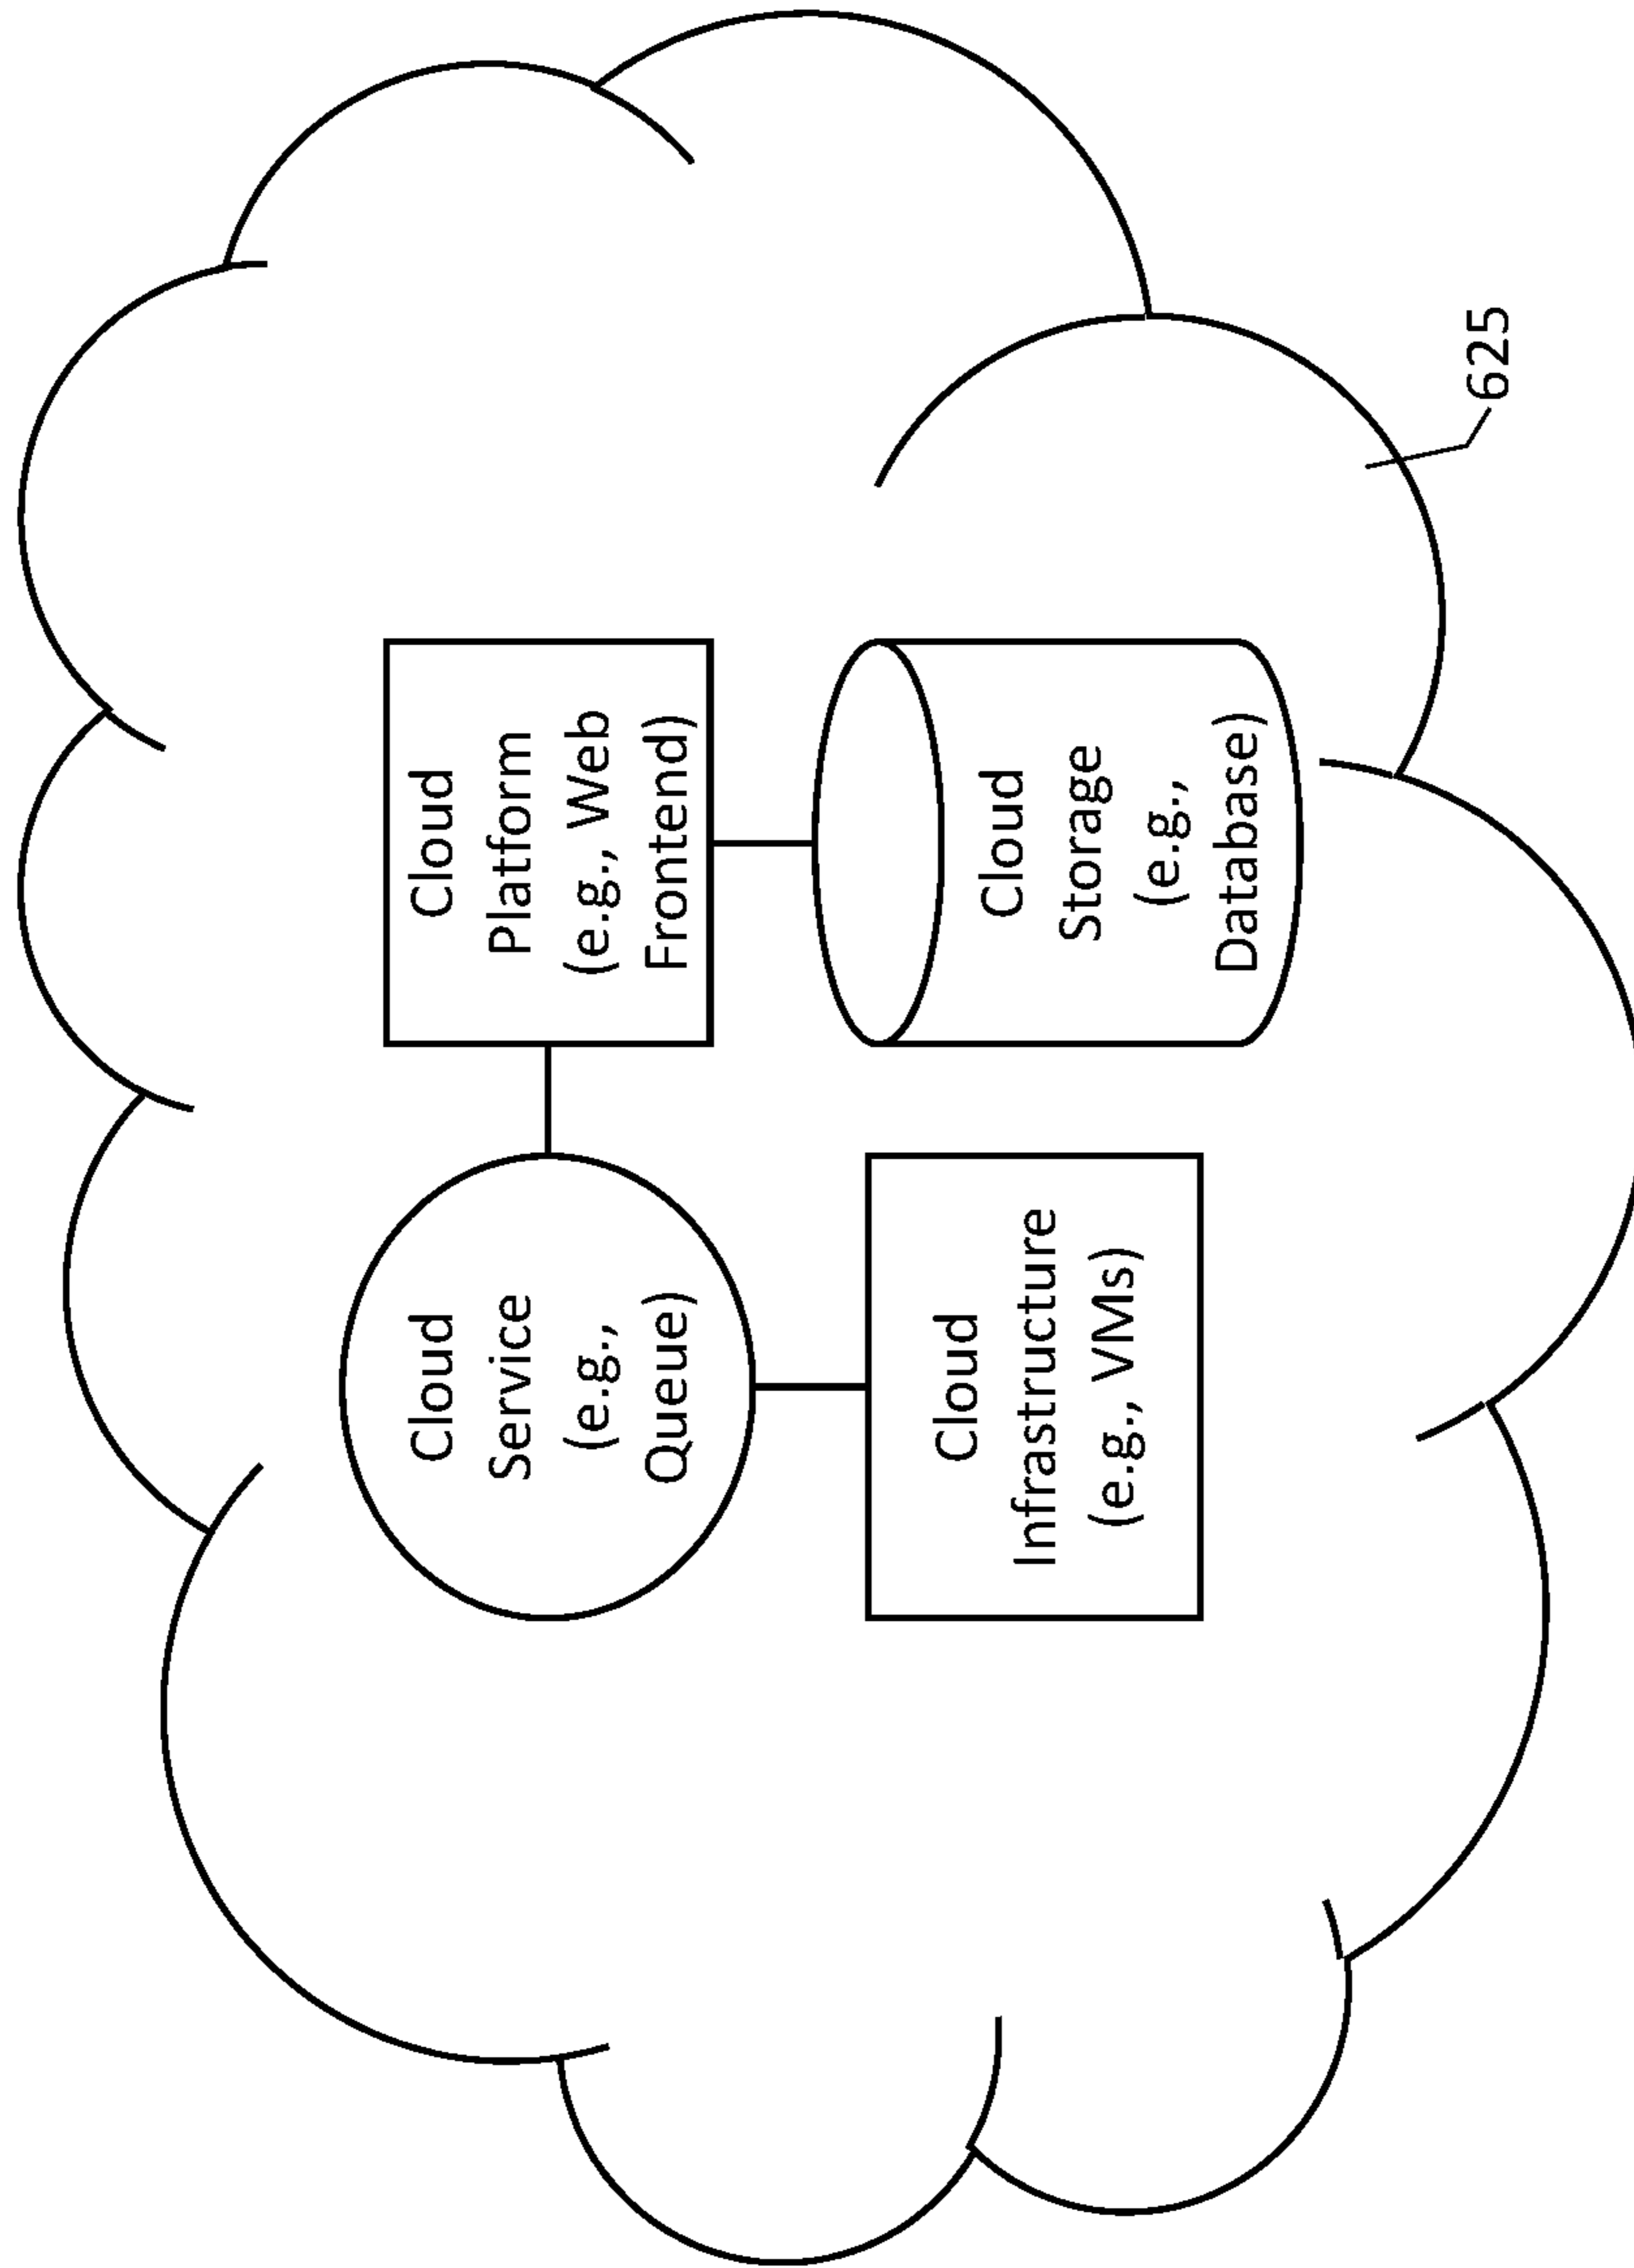 Cloud
Service
(e.g.,
Queue)
Cloud
Platform
(e.g., Web
Frontend)
Cloud
Infrastructure
(e.g., VMs)
Cloud
Storage
(e.g.,
Database)
625